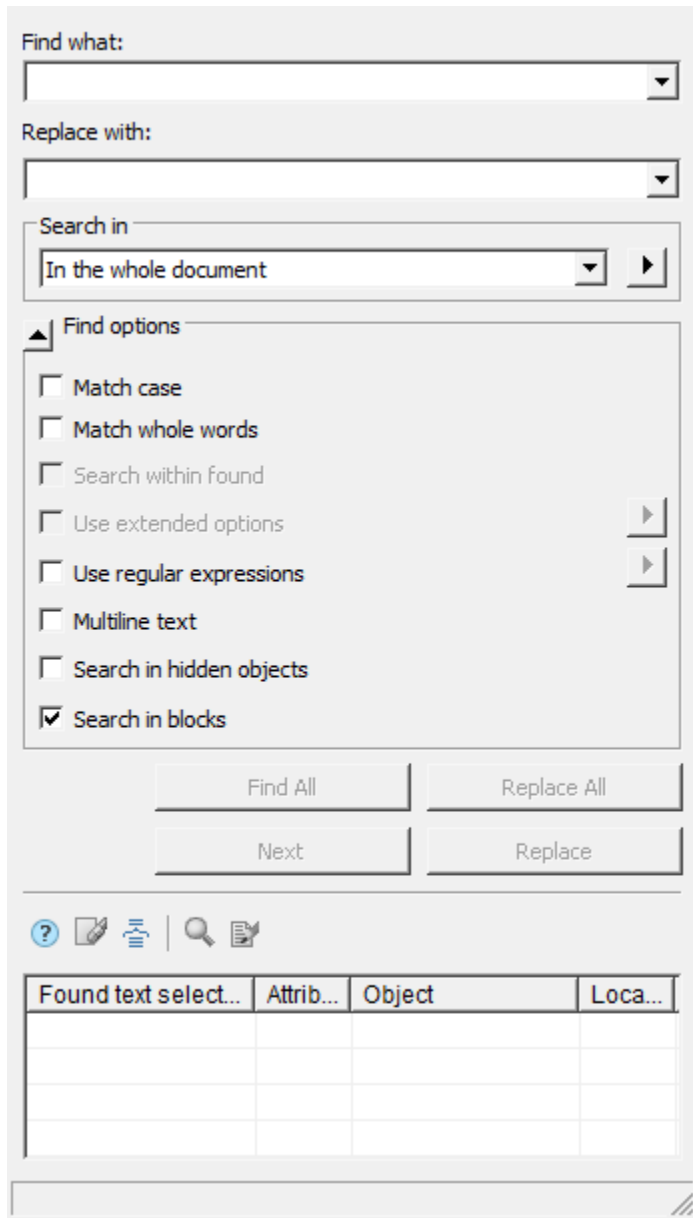 Find what:
Replace with:
Search in
In the whole document
Find options
Match case
Match whole words
Search within found
Use extended options
Use regular expressions
Multiline text
Search in hidden objects
Search in blocks
Find All Replace All
Next Replace
?
Found text select... Attrib... Object Loca...